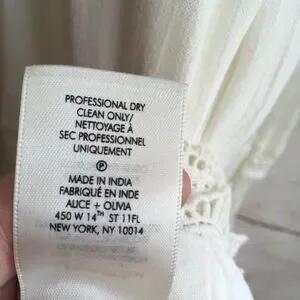 PROFESSIONAL DRY
CLEAN ONLY/
NETTOYAGE À
SEC PROFESSIONNEL
UNIQUEMENT
Ⓟ
MADE IN INDIA
FABRIQUÉ EN INDE
ALICE + OLIVIA
450 W 14TH ST 11FL
NEW YORK, NY 10014